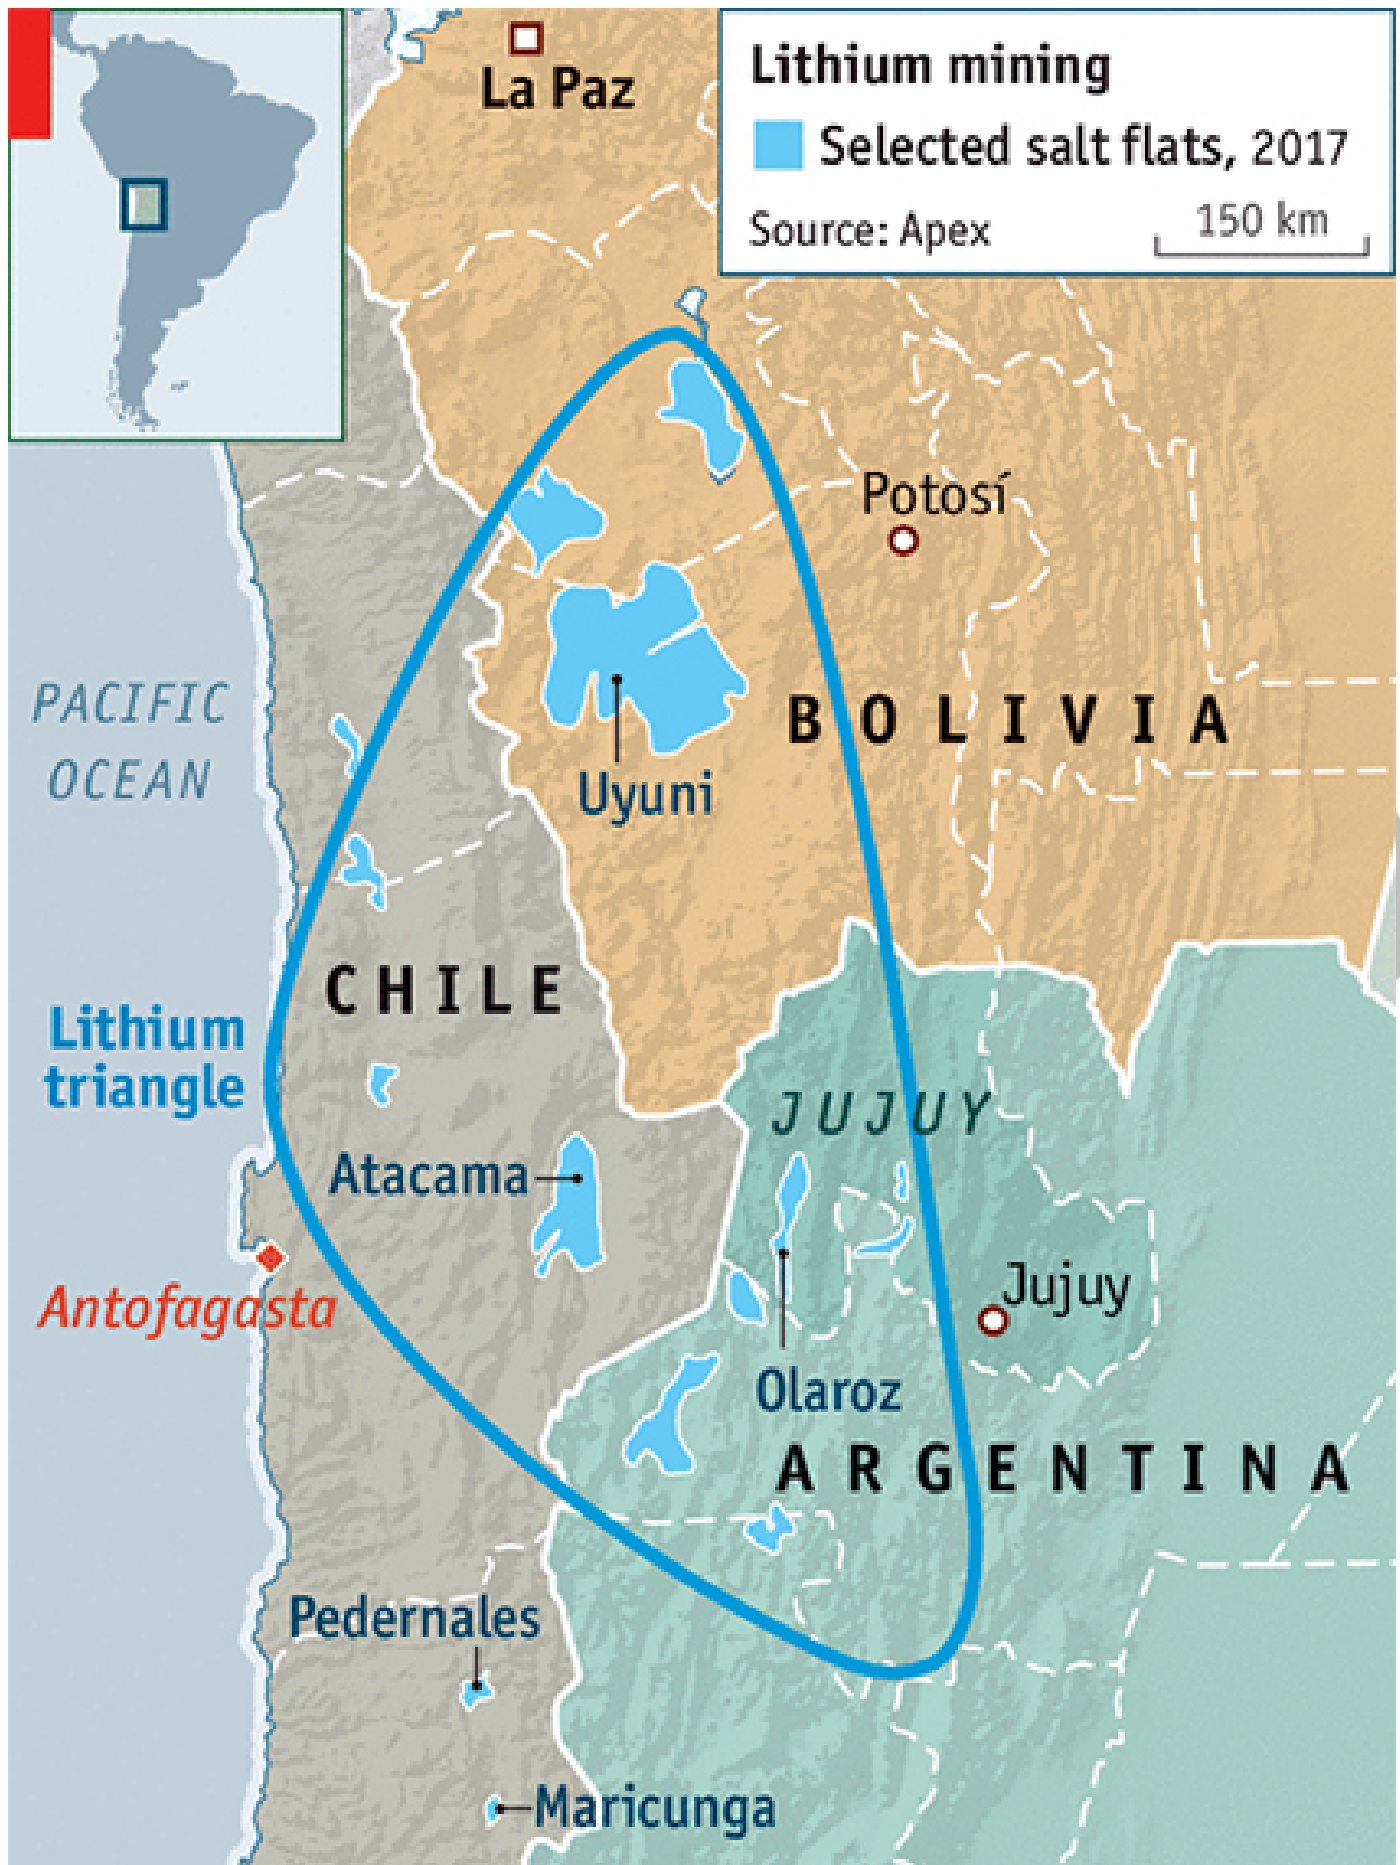 La Paz
Lithium mining
Selected salt flats, 2017
Source: Apex
150 km
Potosí
PACIFIC
OCEAN
BOLIVIA
Uyuni
CHILE
Lithium
triangle
JUJUY
Atacama
Antofagasta
Jujuy
Olaroz
ARGENTINA
Pedernales
Maricunga